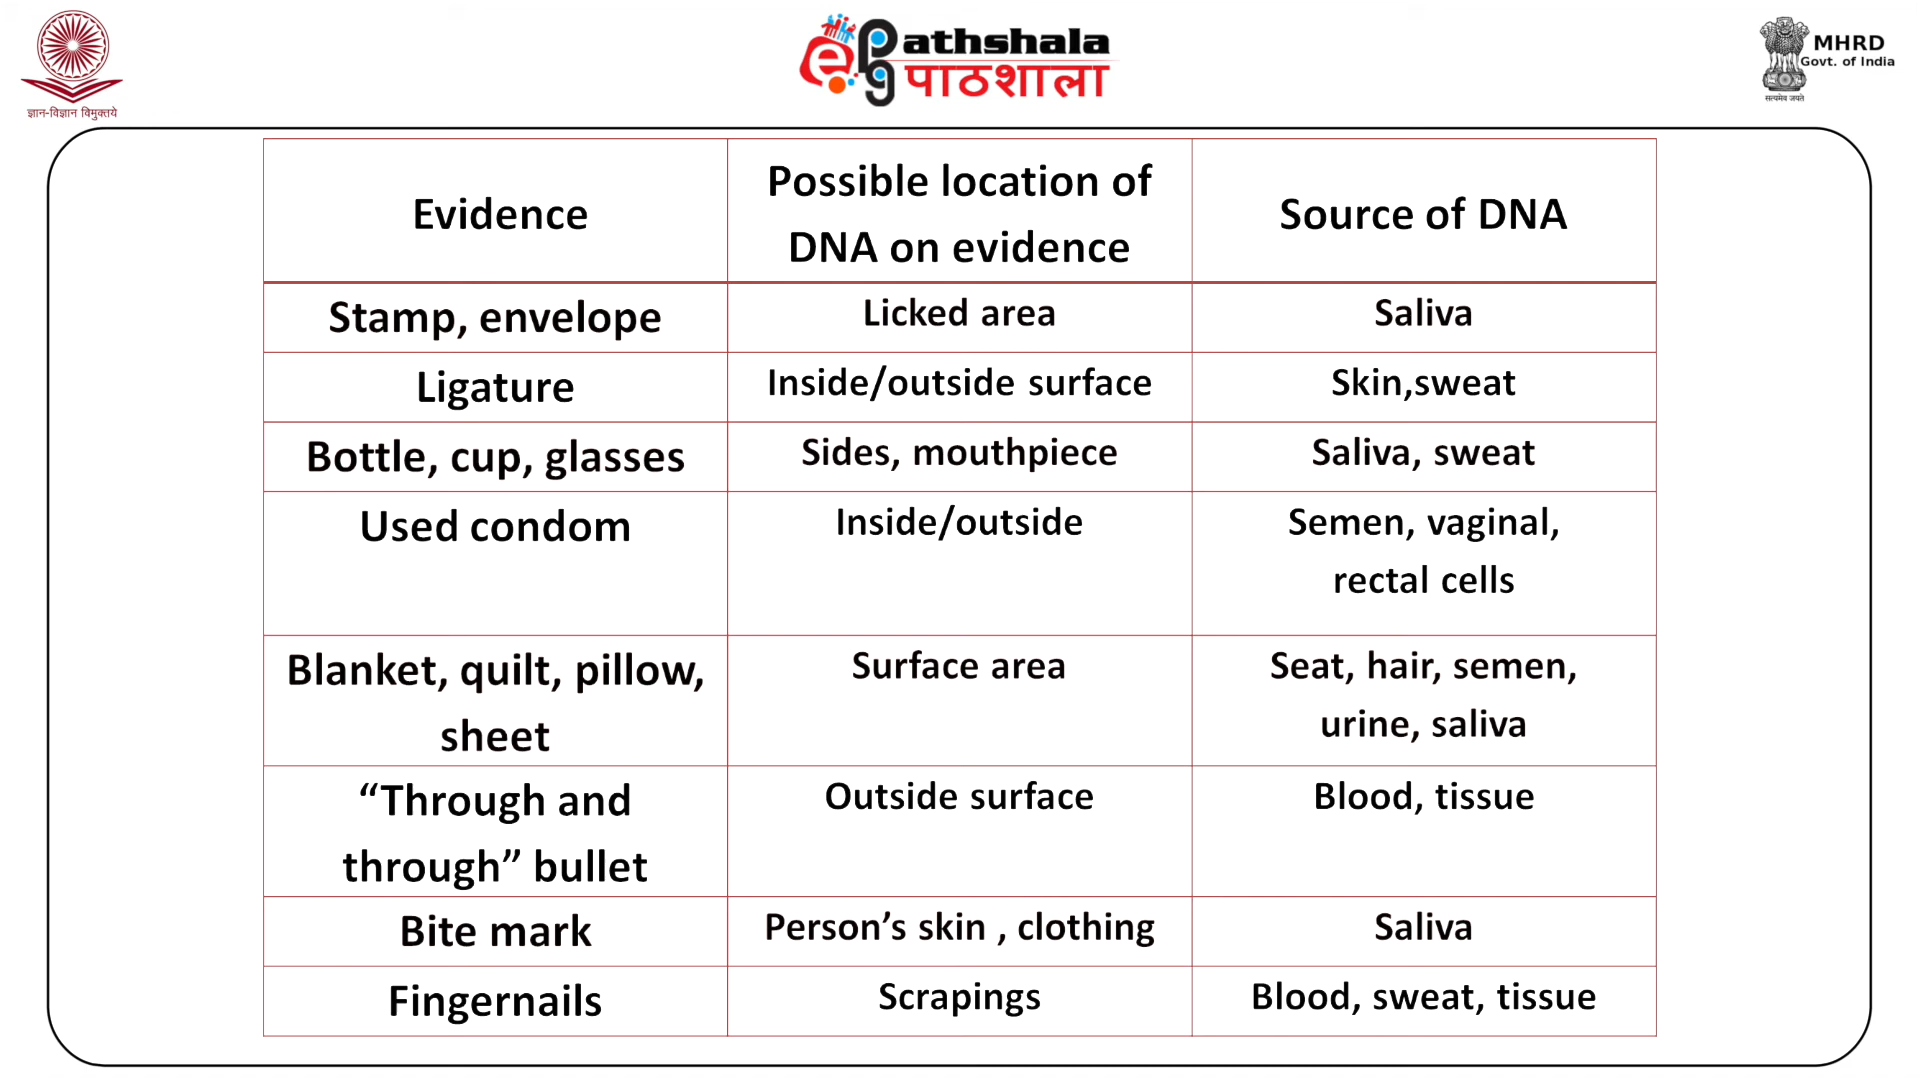 ज्ञान-विज्ञान विमुक्तये
ePg
athshala
पाठशाला
MHRD
Govt. of India
सत्यमेव जयते
Evidence
Possible location of
DNA on evidence
Source of DNA
Stamp, envelope
Licked area
Saliva
Ligature
Inside/outside surface
Skin,sweat
Bottle, cup, glasses
Sides, mouthpiece
Saliva, sweat
Used condom
Inside/outside
Semen, vaginal,
rectal cells
Blanket, quilt, pillow,
sheet
Surface area
Seat, hair, semen,
urine, saliva
“Through and
through” bullet
Outside surface
Blood, tissue
Bite mark
Person’s skin , clothing
Saliva
Fingernails
Scrapings
Blood, sweat, tissue